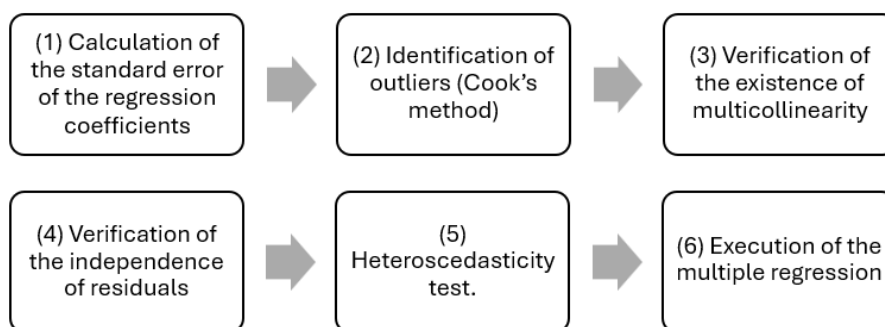 (1) Calculation of
the standard error
of the regression
coefficients
(2) Identification of
outliers (Cook’s
method)
(3) Verification of
the existence of
multicollinearity
(4) Verification of
the independence
of residuals
(5)
Heteroscedasticity
test.
(6) Execution of the
multiple regression